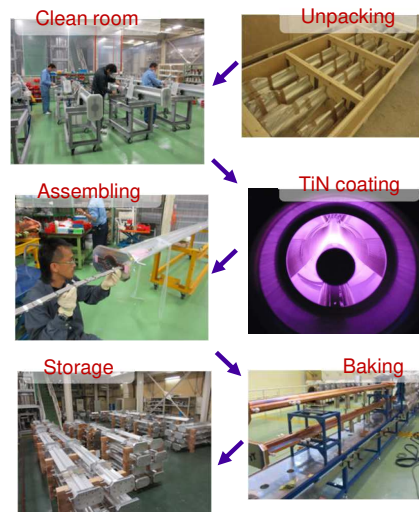 Clean room
Unpacking
Assembling
TiN coating
Storage
Baking